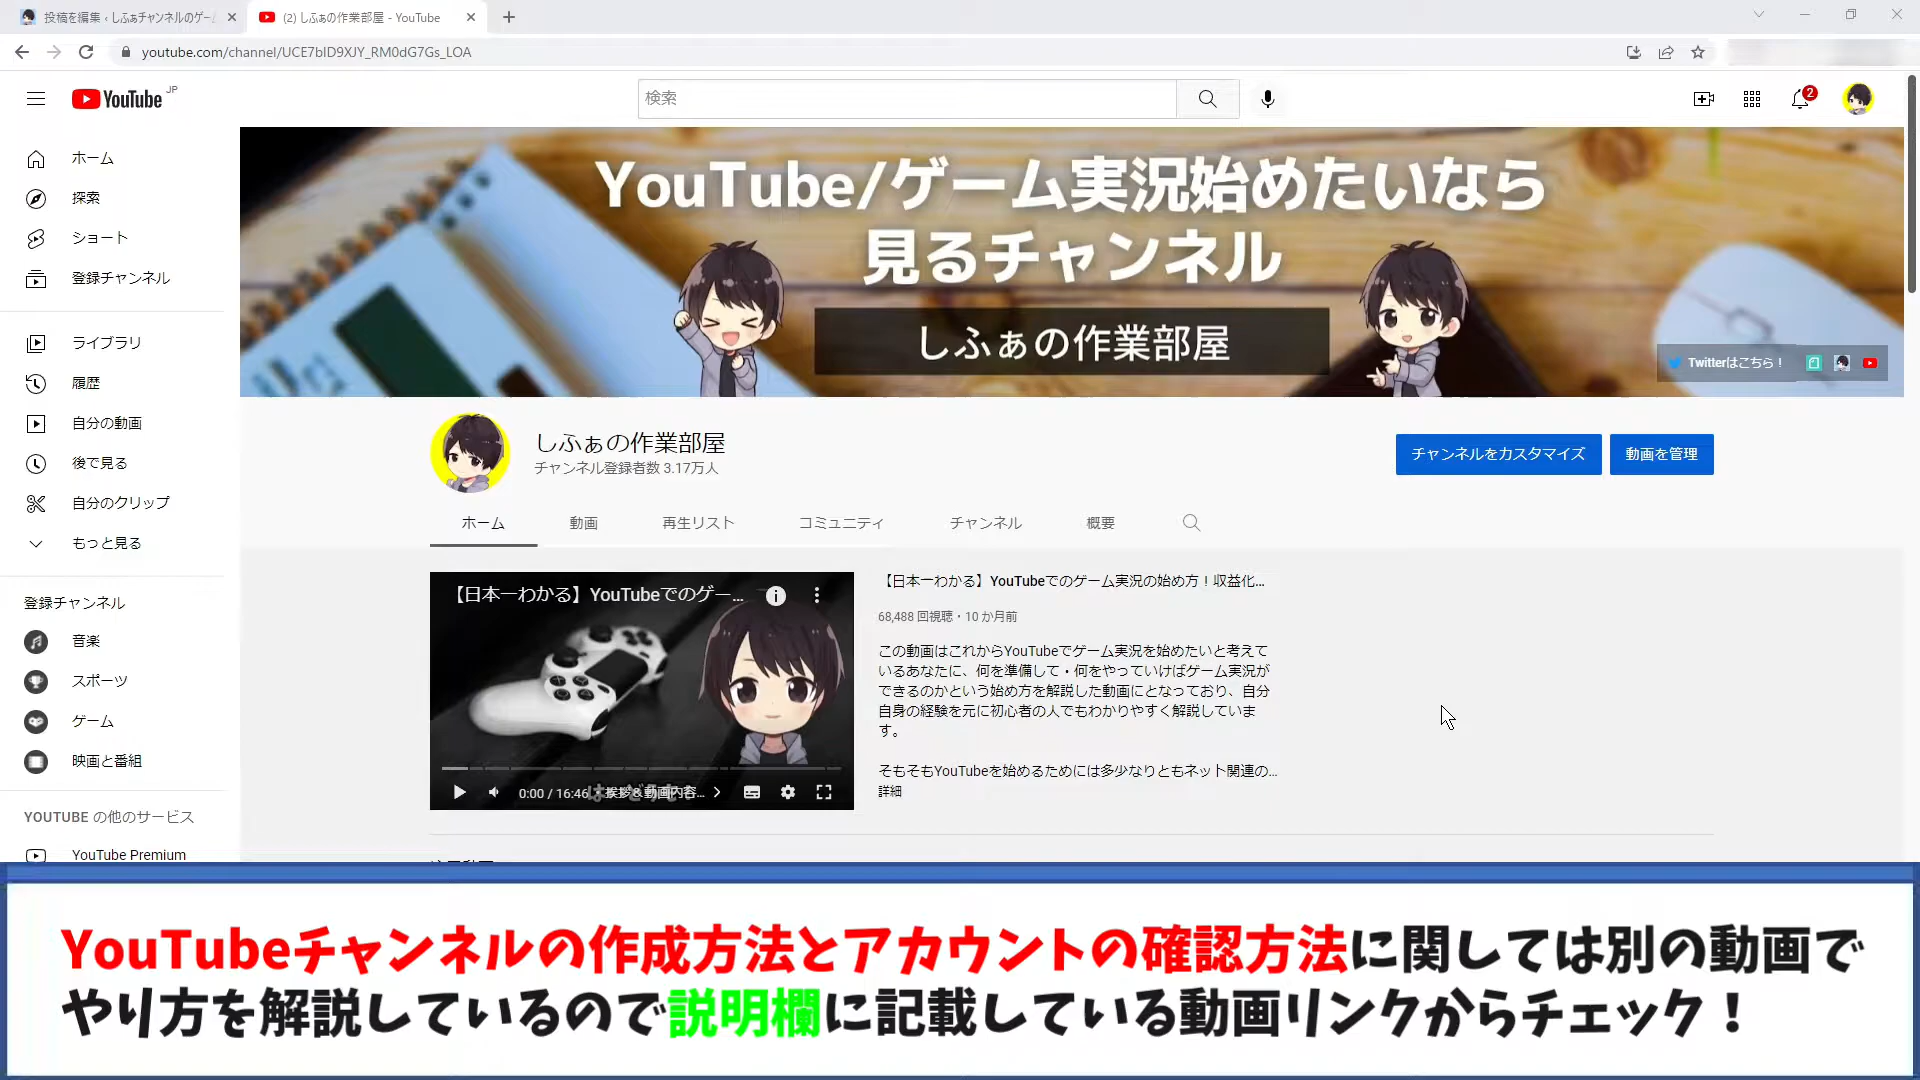 投稿を編集 ‹ しふぁチャンネルのゲー
(2) しふぁの作業部屋 - YouTube
youtube.com/channel/UCE7bID9XJY_RM0dG7Gs_LOA
YouTube JP
検索
2
ホーム
探索
ショート
登録チャンネル
ライブラリ
履歴
自分の動画
後で見る
自分のクリップ
もっと見る
登録チャンネル
音楽
スポーツ
ゲーム
映画と番組
YOUTUBE の他のサービス
YouTube Premium
YouTube/ゲーム実況始めたいなら
見るチャンネル
しふぁの作業部屋
Twitterはこちら！
しふぁの作業部屋
チャンネル登録者数 3.17万人
チャンネルをカスタマイズ
動画を管理
ホーム
動画
再生リスト
コミュニティ
チャンネル
概要
【日本一わかる】YouTubeでのゲー...
0:00 / 16:46
挨拶&動画内容...
【日本一わかる】YouTubeでのゲーム実況の始め方！収益化...
68,488 回視聴・10 か月前
この動画はこれからYouTubeでゲーム実況を始めたいと考えて
いるあなたに、何を準備して・何をやっていけばゲーム実況が
できるのかという始め方を解説した動画にとなっており、自分
自身の経験を元に初心者の人でもわかりやすく解説していま
す。
そもそもYouTubeを始めるためには多少なりともネット関連の...
詳細
YouTubeチャンネルの作成方法とアカウントの確認方法に関しては別の動画で
やり方を解説しているので説明欄に記載している動画リンクからチェック！